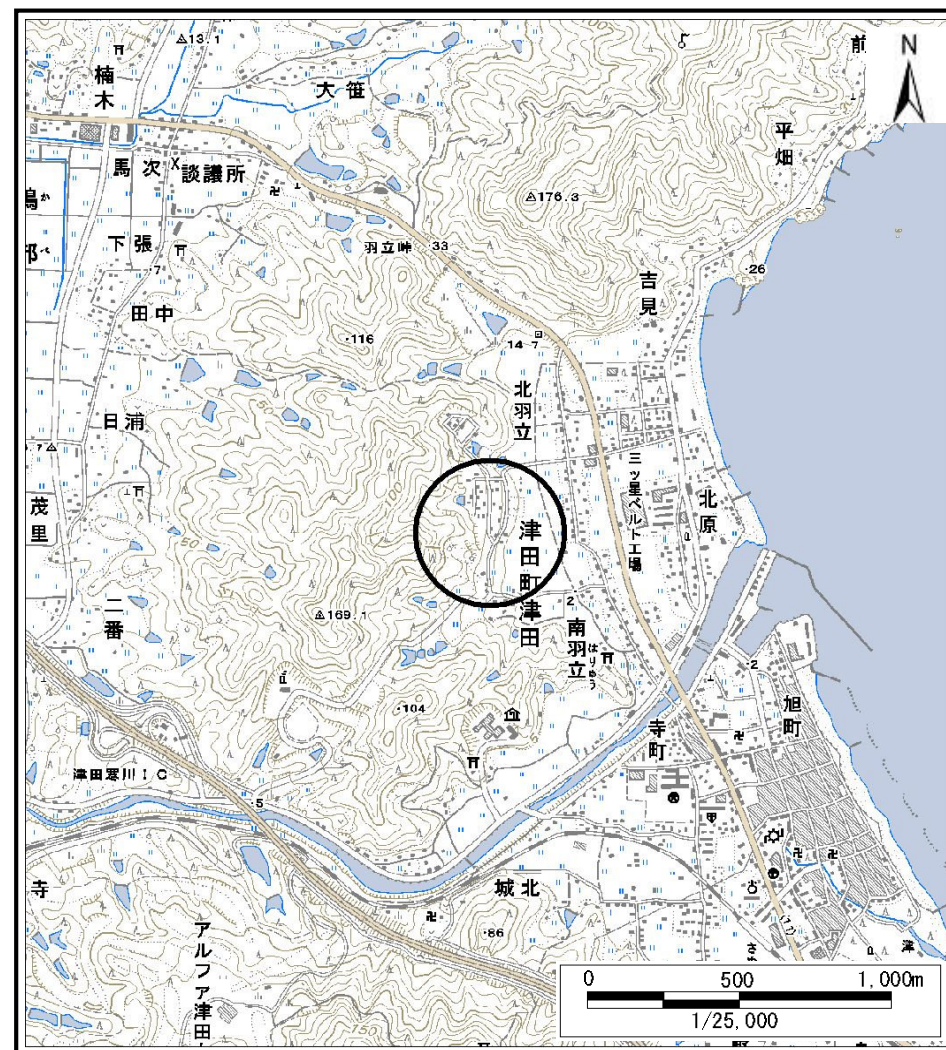 13.1
楠木
大笹
前
N
平畑
馬次
談議所
176.3
下張
羽立峠
33
26
吉見
7
田中
116
14.7
北羽立
150
日浦
三ッ星ベルト工場
北原
100
茂里
50
津田町津田
二番
169.1
2
南羽立
はりゅう
104
2
旭町
寺町
津田寒川IC
5
城北
寺
86
アルファ津田
津
150
0 500 1,000m
1/25,000